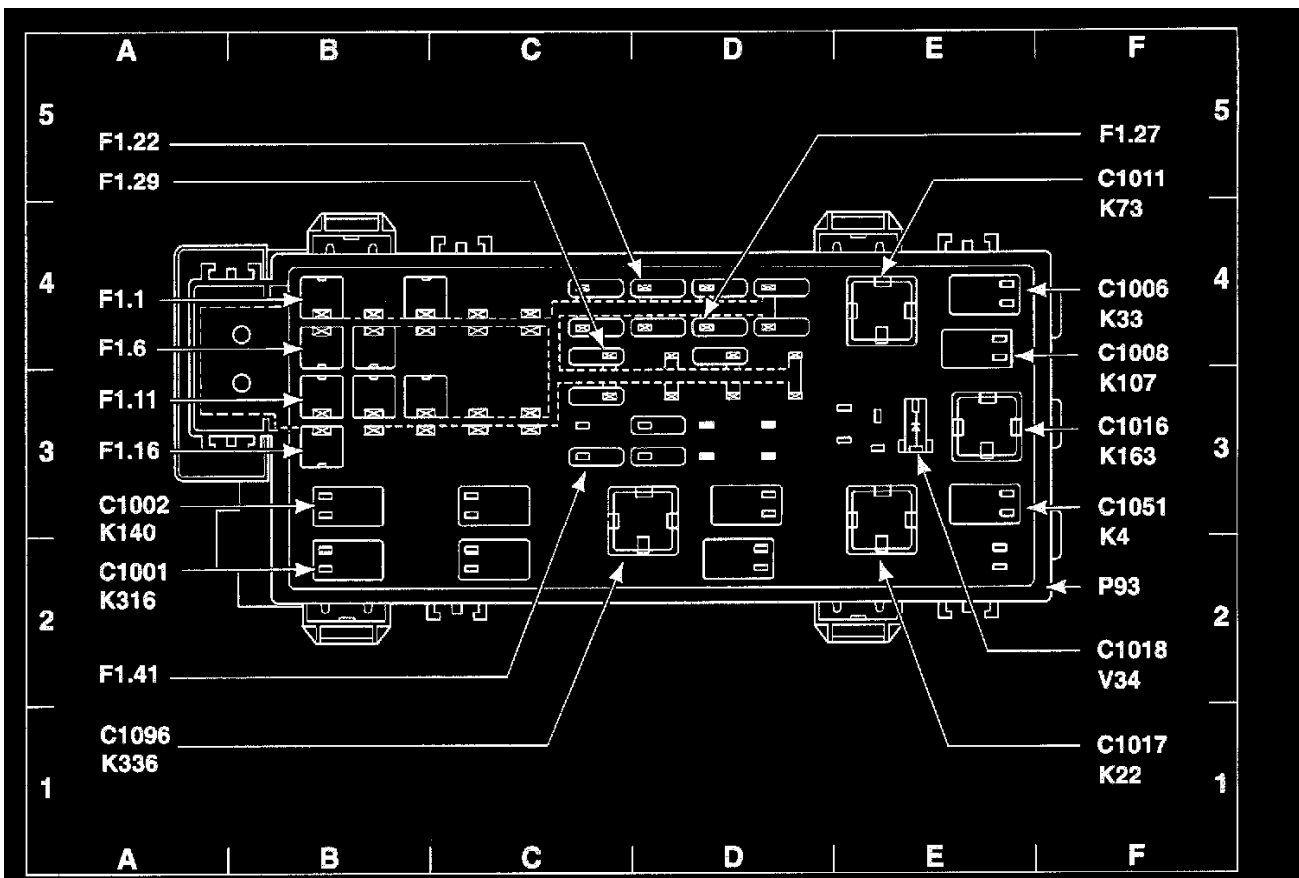 A B C D E F
5 5
F1.22
F1.29
F1.27
C1011
K73
4 4
F1.1
F1.6
F1.11
F1.16
C1006
K33
C1008
K107
3 3
C1016
K163
C1002
K140
C1001
K316
C1051
K4
P93
2 2
F1.41
C1018
V34
C1096
K336
C1017
K22
1 1
A B C D E F